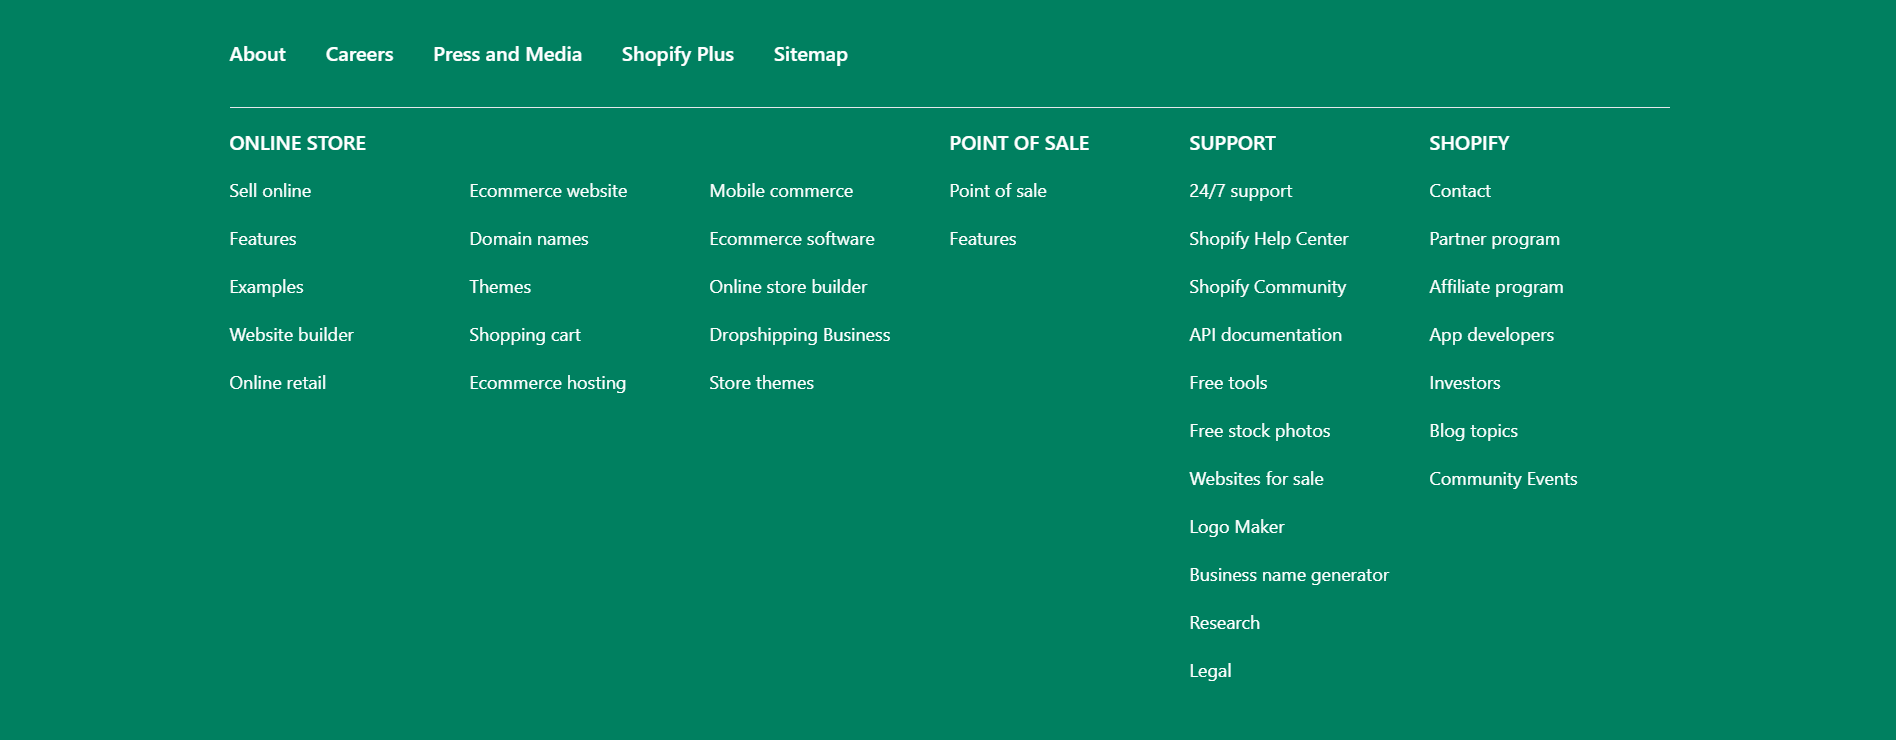 About
Careers
Press and Media
Shopify Plus
Sitemap
ONLINE STORE
Sell online
Features
Examples
Website builder
Online retail
Ecommerce website
Domain names
Themes
Shopping cart
Ecommerce hosting
Mobile commerce
Ecommerce software
Online store builder
Dropshipping Business
Store themes
POINT OF SALE
Point of sale
Features
SUPPORT
24/7 support
Shopify Help Center
Shopify Community
API documentation
Free tools
Free stock photos
Websites for sale
Logo Maker
Business name generator
Research
Legal
SHOPIFY
Contact
Partner program
Affiliate program
App developers
Investors
Blog topics
Community Events